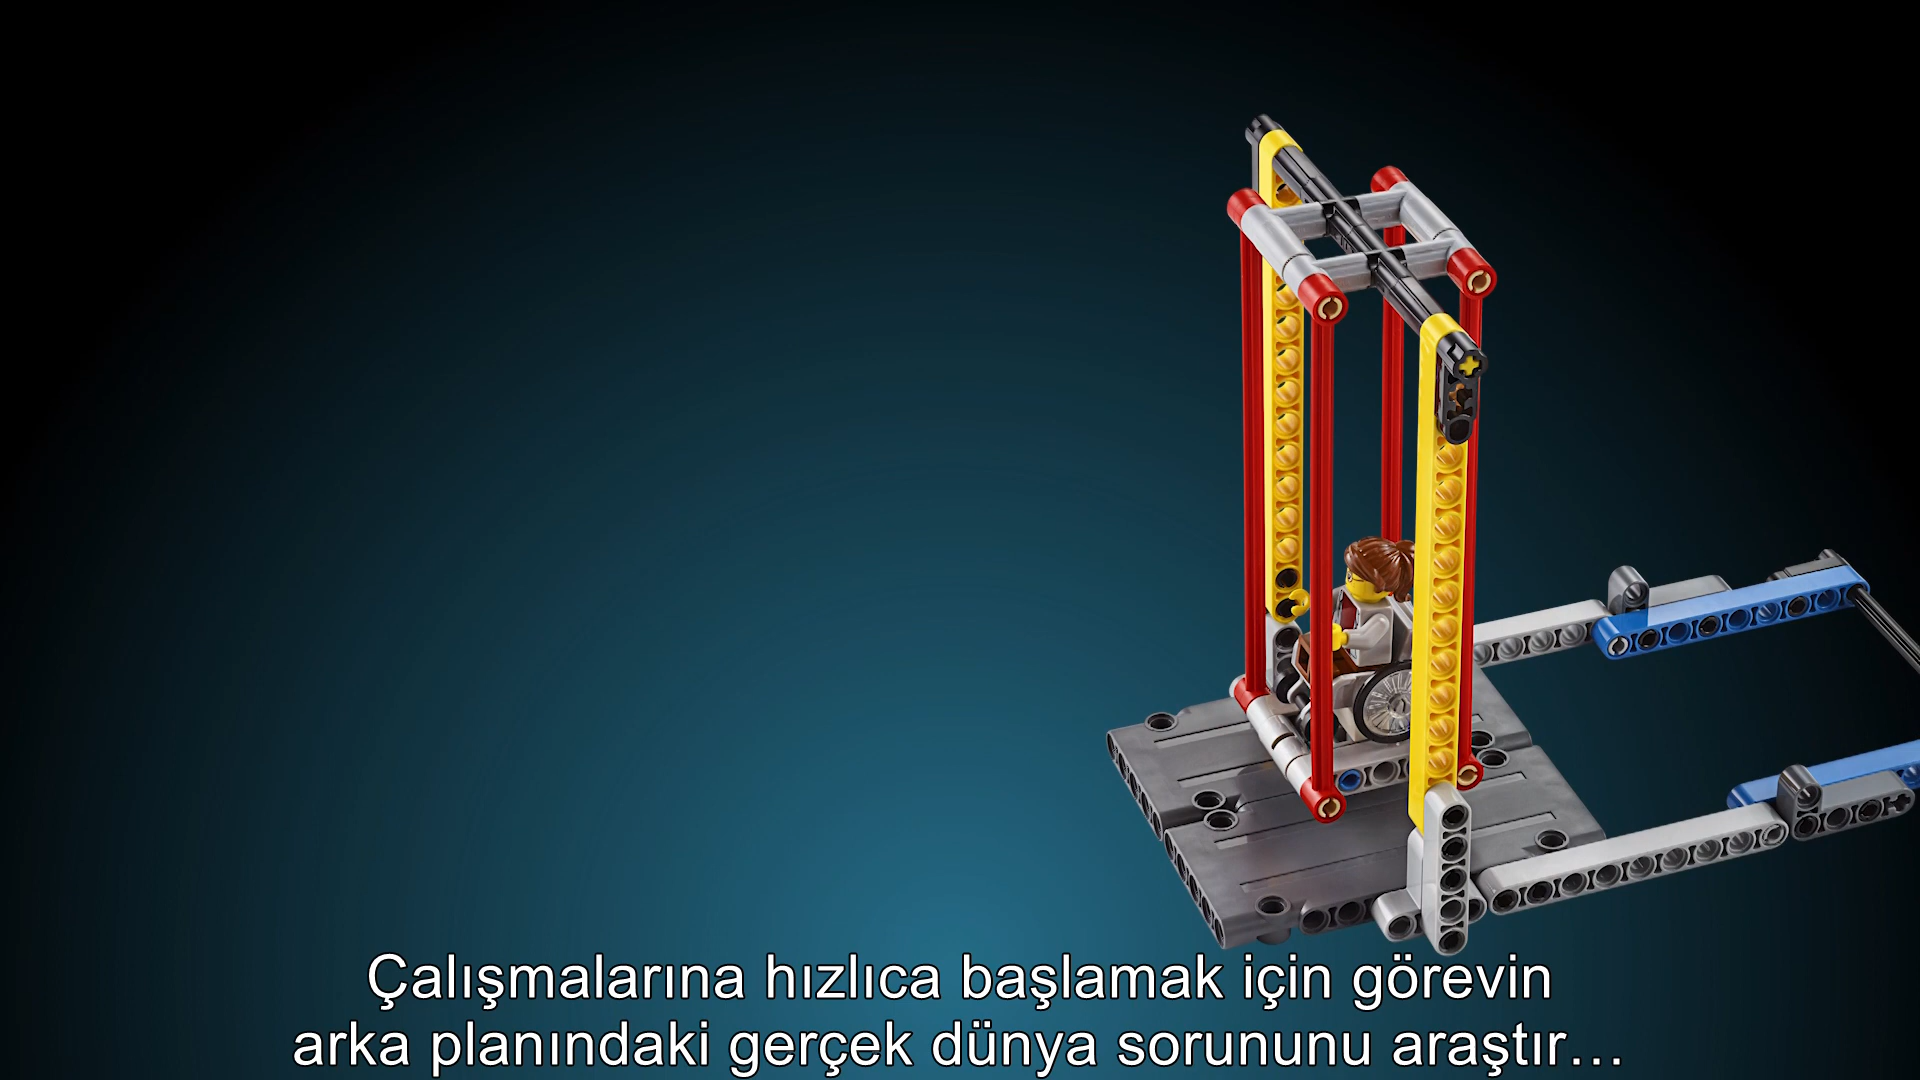 Çalışmalarına hızlıca başlamak için görevin
arka planındaki gerçek dünya sorununu araştır…